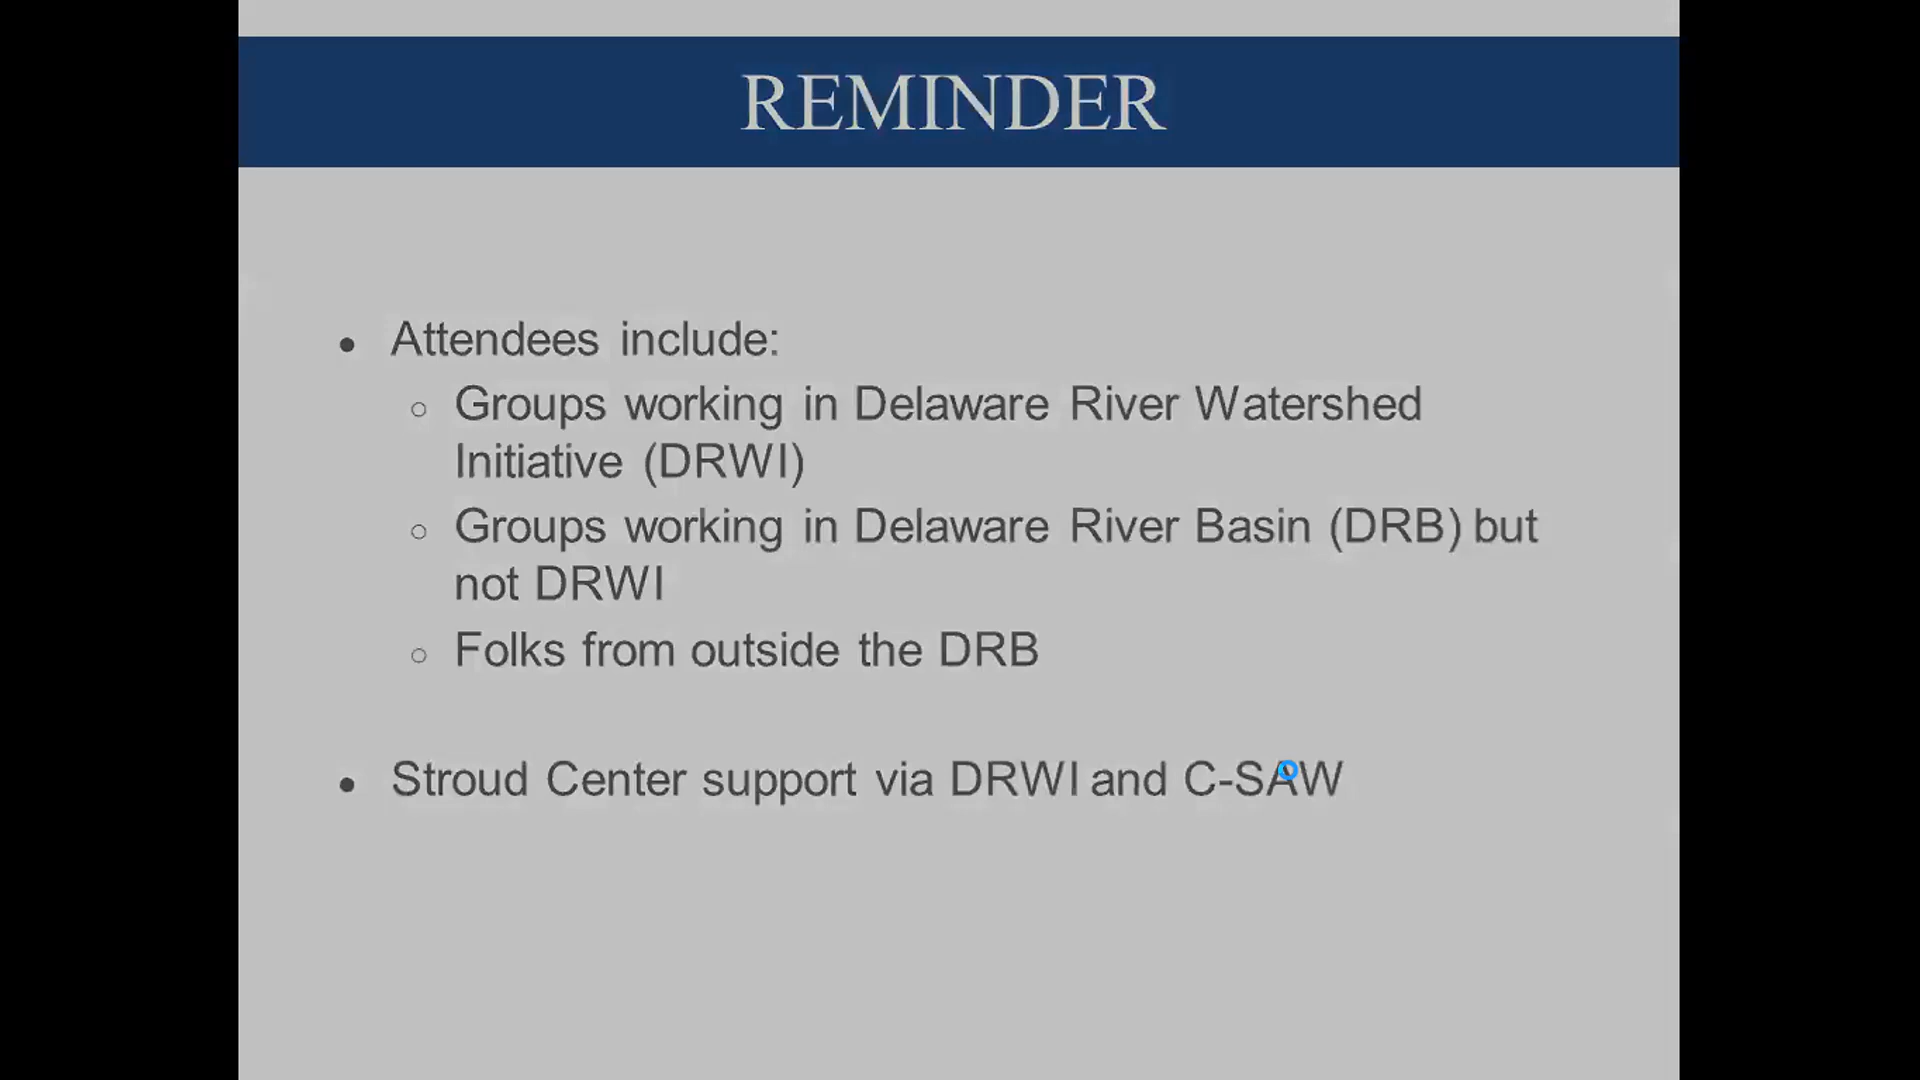 REMINDER
Attendees include:
Groups working in Delaware River Watershed
Initiative (DRWI)
Groups working in Delaware River Basin (DRB) but
not DRWI
Folks from outside the DRB
Stroud Center support via DRWI and C-SAW